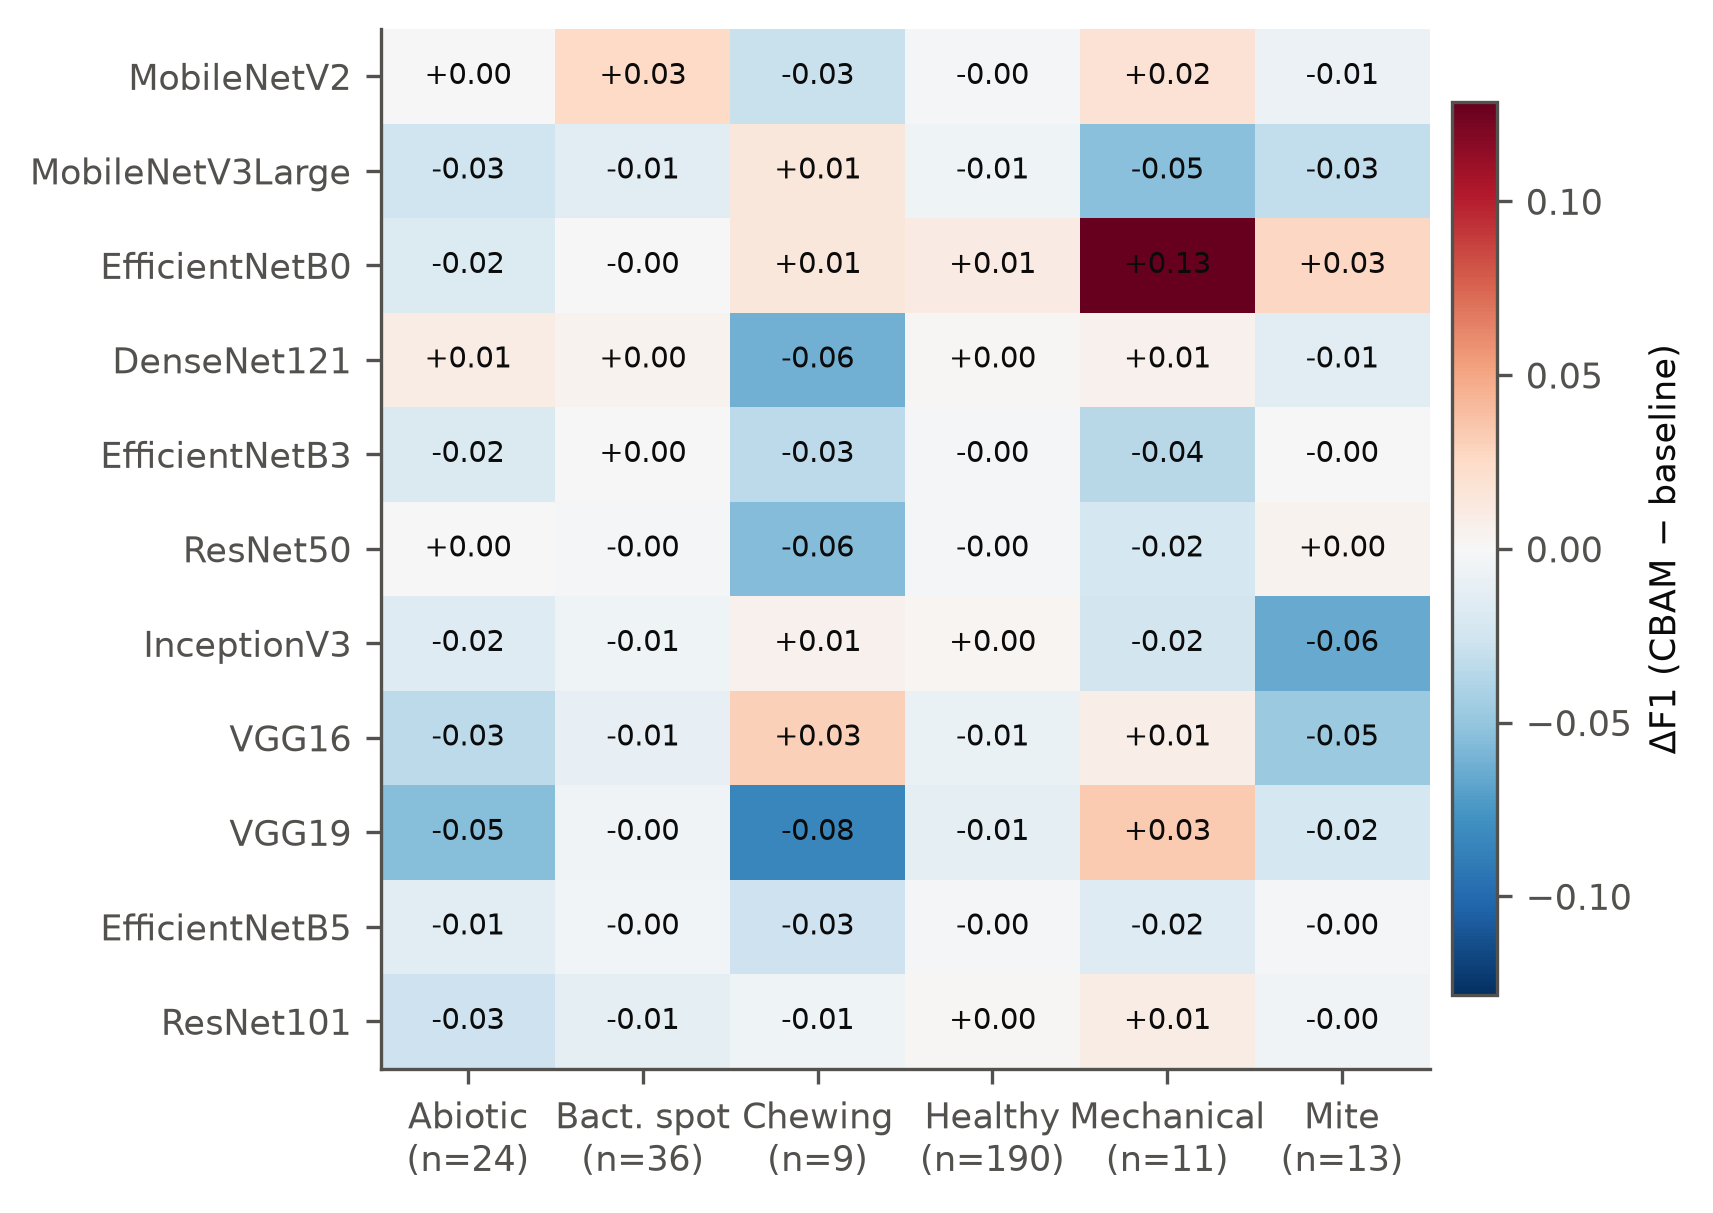 MobileNetV2 +0.00 +0.03 -0.03 -0.00 +0.02 -0.01
MobileNetV3Large -0.03 -0.01 +0.01 -0.01 -0.05 -0.03
EfficientNetB0 -0.02 -0.00 +0.01 +0.01 +0.13 +0.03
DenseNet121 +0.01 +0.00 -0.06 +0.00 +0.01 -0.01
EfficientNetB3 -0.02 +0.00 -0.03 -0.00 -0.04 -0.00
ResNet50 +0.00 -0.00 -0.06 -0.00 -0.02 +0.00
InceptionV3 -0.02 -0.01 +0.01 +0.00 -0.02 -0.06
VGG16 -0.03 -0.01 +0.03 -0.01 +0.01 -0.05
VGG19 -0.05 -0.00 -0.08 -0.01 +0.03 -0.02
EfficientNetB5 -0.01 -0.00 -0.03 -0.00 -0.02 -0.00
ResNet101 -0.03 -0.01 -0.01 +0.00 +0.01 -0.00
Abiotic Bact. spot Chewing Healthy Mechanical Mite
(n=24) (n=36) (n=9) (n=190) (n=11) (n=13)
0.10
0.05
0.00
−0.05
−0.10
ΔF1 (CBAM − baseline)